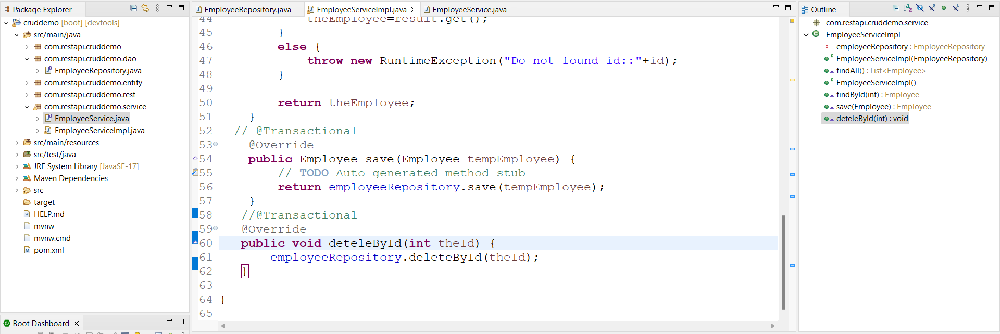 Package Explorer
cruddemo [boot] [devtools]
src/main/java
com.restapi.cruddemo
com.restapi.cruddemo.dao
EmployeeRepository.java
com.restapi.cruddemo.entity
com.restapi.cruddemo.rest
com.restapi.cruddemo.service
EmployeeService.java
EmployeeServiceImpl.java
src/main/resources
src/test/java
JRE System Library [JavaSE-17]
Maven Dependencies
src
target
HELP.md
mvnw
mvnw.cmd
pom.xml
Boot Dashboard
EmployeeRepository.java EmployeeServiceImpl.java EmployeeService.java
44 theEmployee=result.get();
45 }
46 else {
47 throw new RuntimeException("Do not found id::"+id);
48 }
49
50 return theEmployee;
51 }
52 // @Transactional
53 @Override
54 public Employee save(Employee tempEmployee) {
55 // TODO Auto-generated method stub
56 return employeeRepository.save(tempEmployee);
57 }
58 //@Transactional
59 @Override
60 public void deteleById(int theId) {
61 employeeRepository.deleteById(theId);
62 }
63
64 }
65
Outline
com.restapi.cruddemo.service
EmployeeServiceImpl
employeeRepository : EmployeeRepository
EmployeeServiceImpl(EmployeeRepository)
findAll() : List<Employee>
EmployeeServiceImpl()
findById(int) : Employee
save(Employee) : Employee
deteleById(int) : void